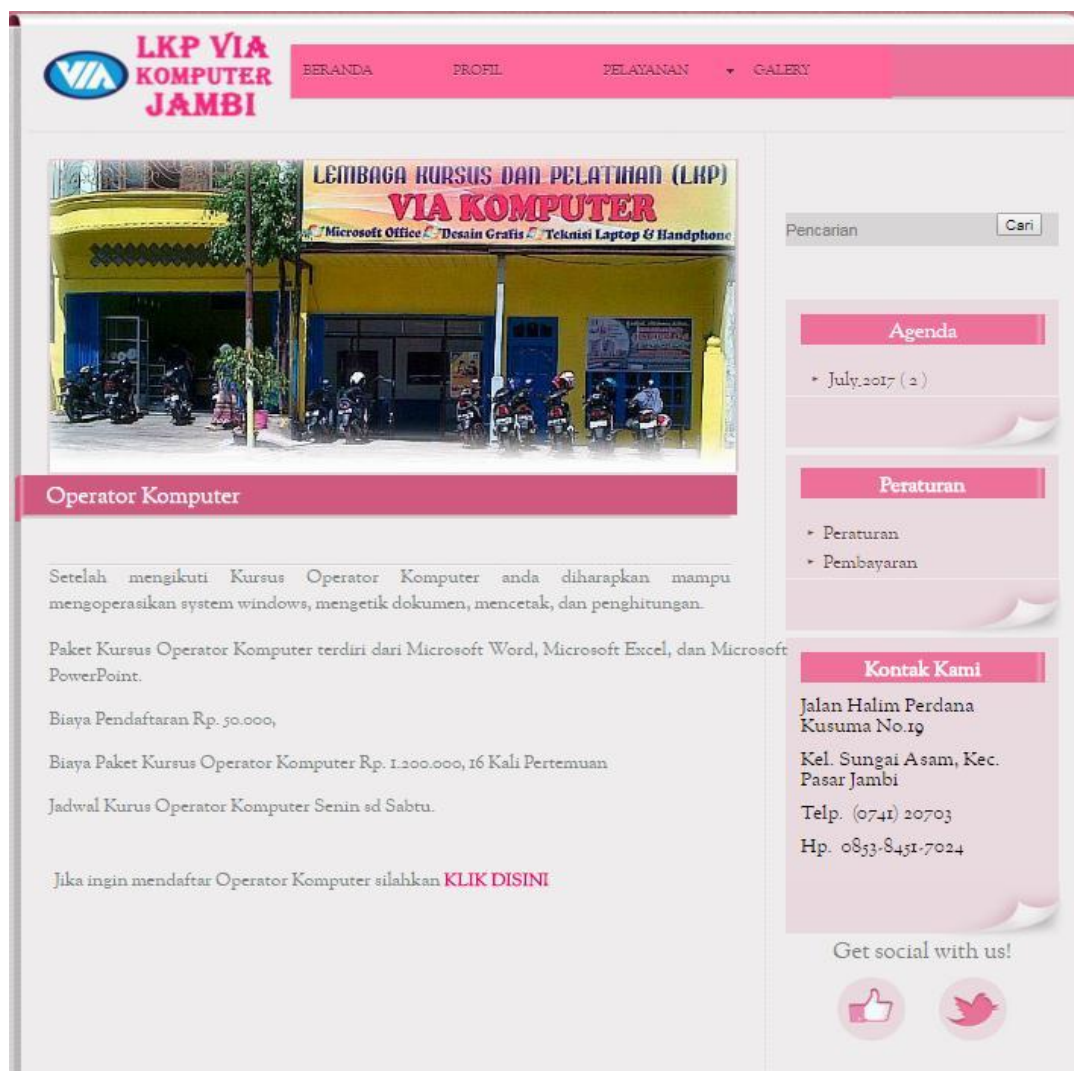 LKP VIA
KOMPUTER
JAMBI
VIA
BERANDA PROFIL PELAYANAN GALERY
LEMBAGA KURSUS DAN PELATIHAN (LKP)
VIA KOMPUTER
Microsoft Office Desain Grafis Teknisi Laptop & Handphone
Operator Komputer
Setelah mengikuti Kursus Operator Komputer anda diharapkan mampu
mengoperasikan system windows, mengetik dokumen, mencetak, dan penghitungan.
Paket Kursus Operator Komputer terdiri dari Microsoft Word, Microsoft Excel, dan Microsoft
PowerPoint.
Biaya Pendaftaran Rp. 50.000,
Biaya Paket Kursus Operator Komputer Rp. 1.200.000, 16 Kali Pertemuan
Jadwal Kurus Operator Komputer Senin sd Sabtu.
Jika ingin mendaftar Operator Komputer silahkan KLIK DISINI
Pencarian Cari
Agenda
July_2017 ( 2 )
Peraturan
Peraturan
Pembayaran
Kontak Kami
Jalan Halim Perdana
Kusuma No.19
Kel. Sungai Asam, Kec.
Pasar Jambi
Telp. (0741) 20703
Hp. 0853-8451-7024
Get social with us!